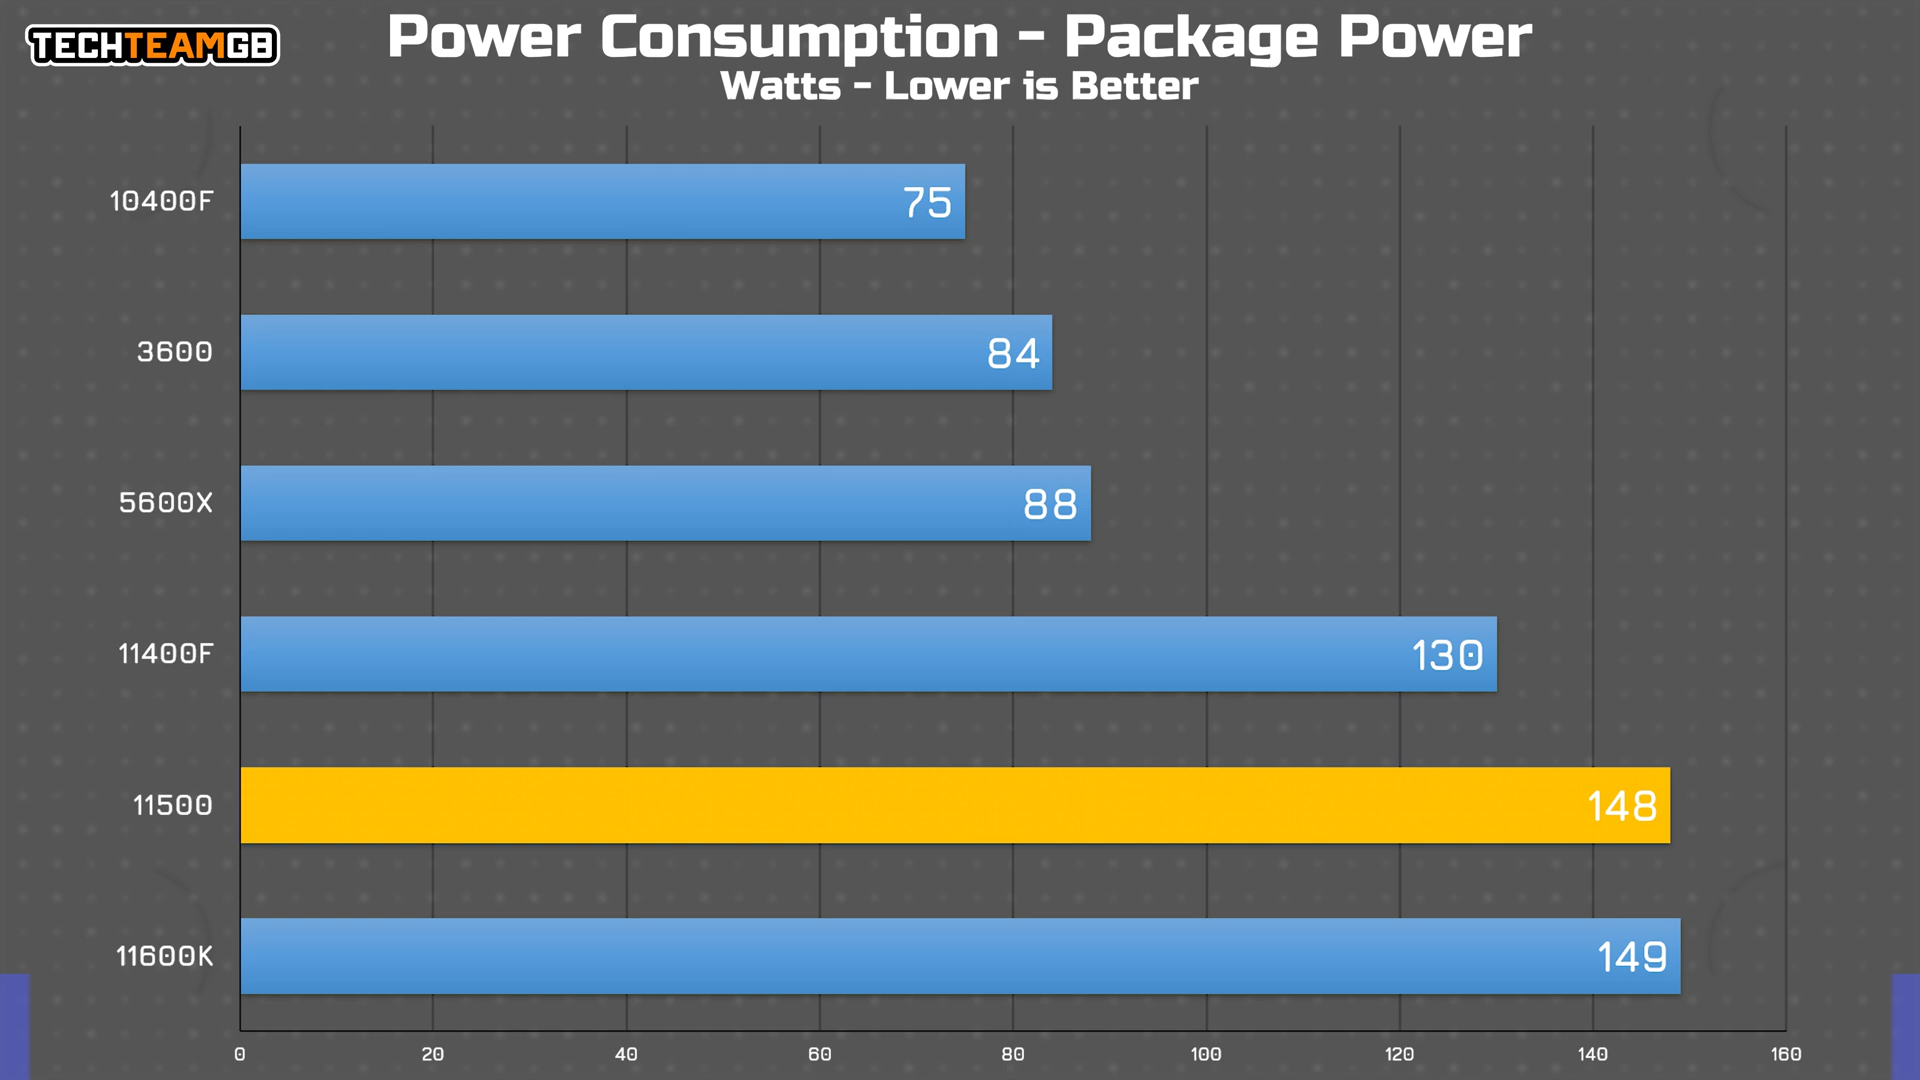 TECHTEAMGB
Power Consumption - Package Power
Watts - Lower is Better
10400F 75
3600 84
5600X 88
11400F 130
11500 148
11600K 149
0 20 40 60 80 100 120 140 160